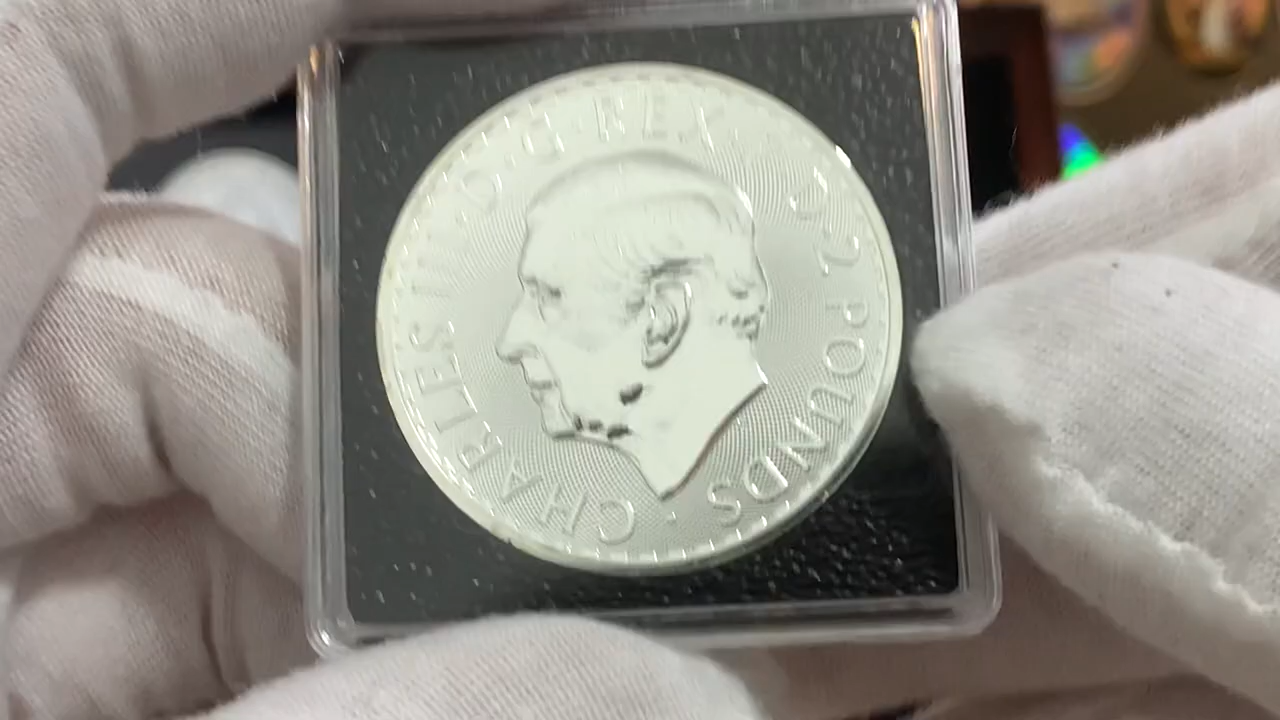 CHARLES III · D · G · REX · F · D · 2 POUNDS ·